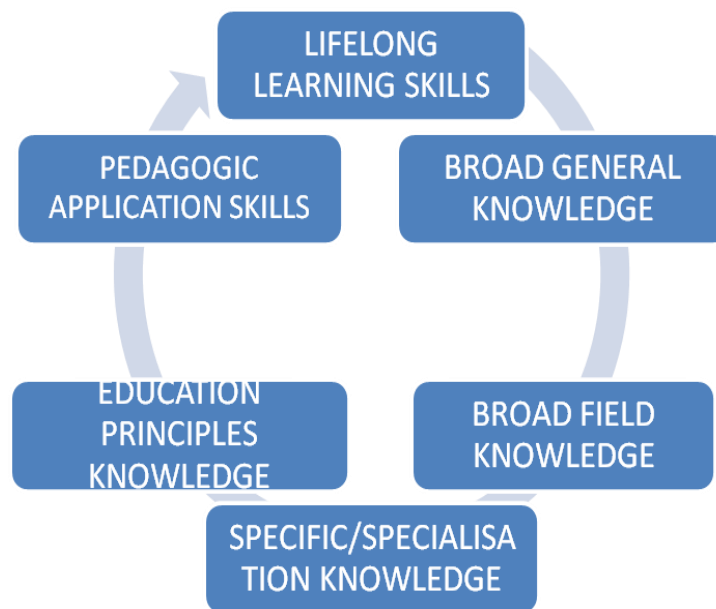 LIFELONG
LEARNING SKILLS
BROAD GENERAL
KNOWLEDGE
BROAD FIELD
KNOWLEDGE
SPECIFIC/SPECIALISA
TION KNOWLEDGE
EDUCATION
PRINCIPLES
KNOWLEDGE
PEDAGOGIC
APPLICATION SKILLS